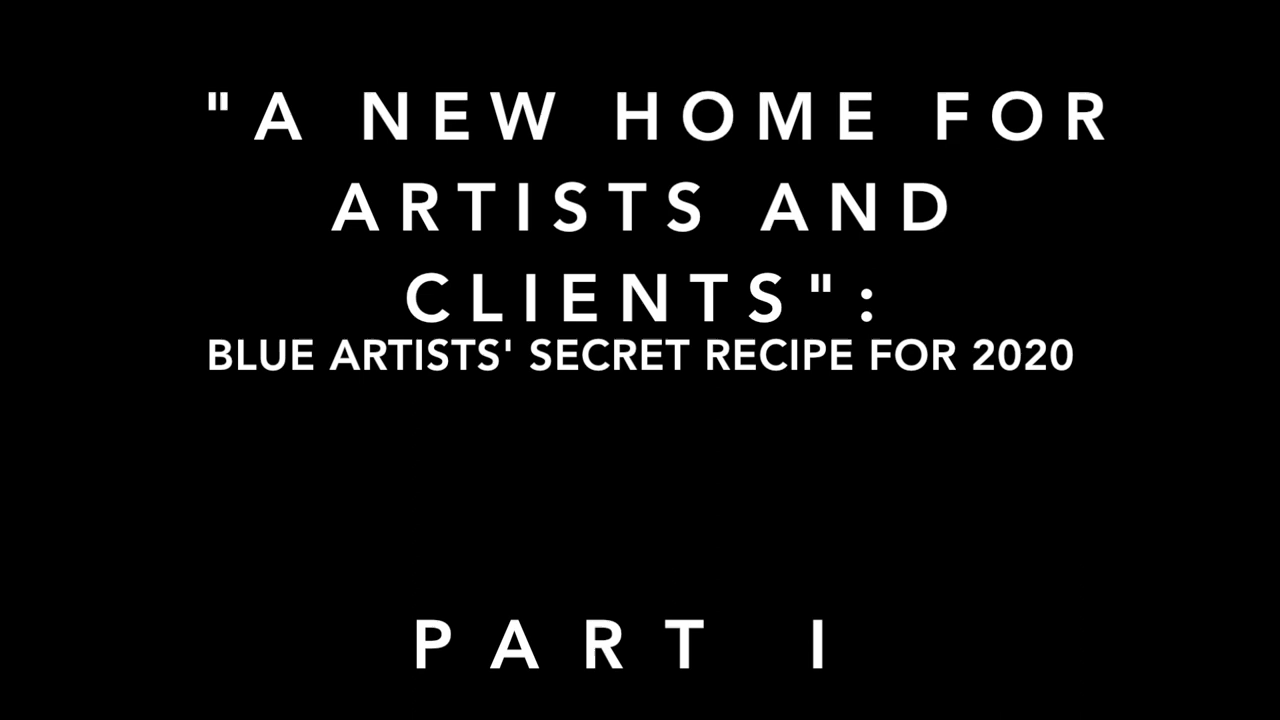 "A NEW HOME FOR
ARTISTS AND
CLIENTS":
BLUE ARTISTS' SECRET RECIPE FOR 2020
PART I